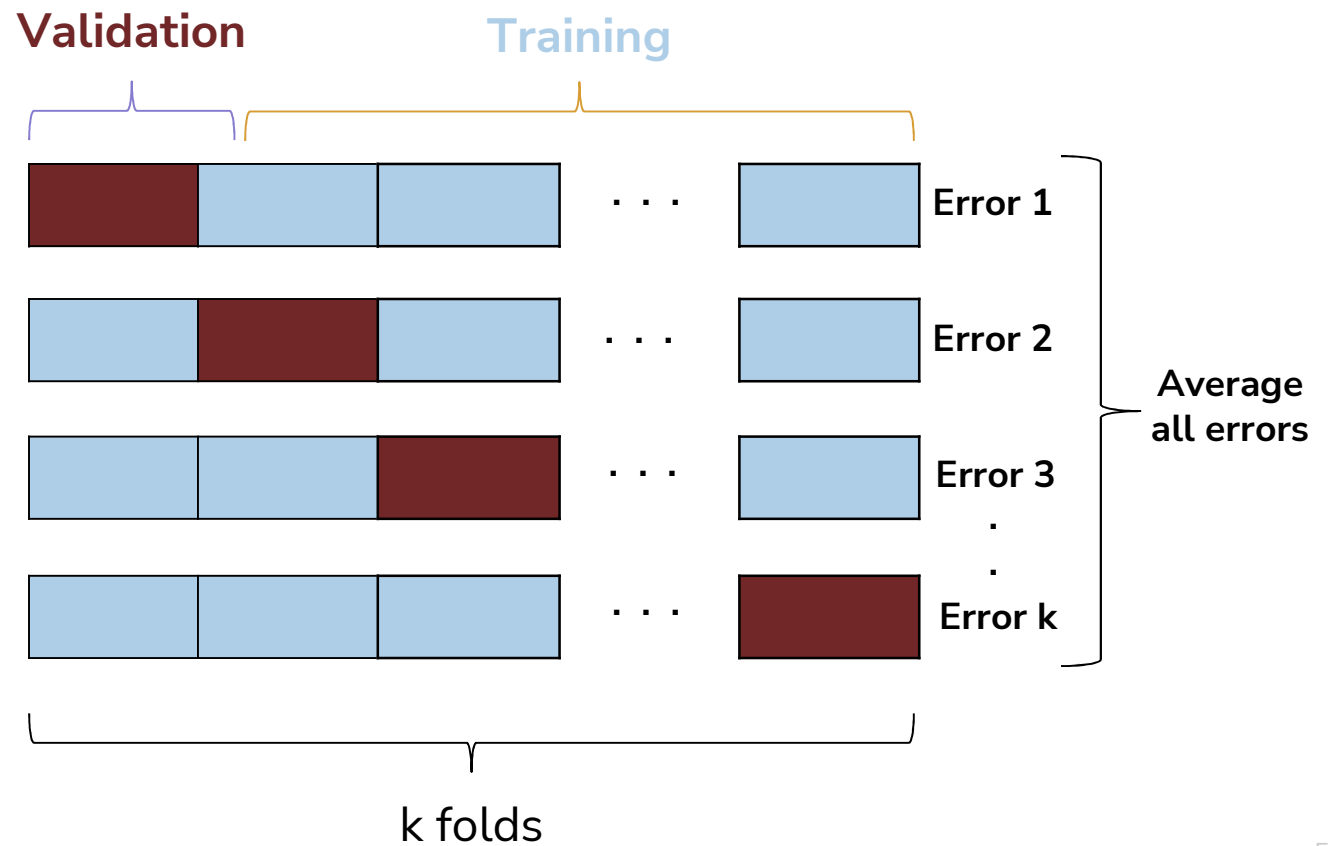 Validation
Training
. . .
Error 1
. . .
Error 2
Average
all errors
. . .
Error 3
.
.
. . .
Error k
k folds